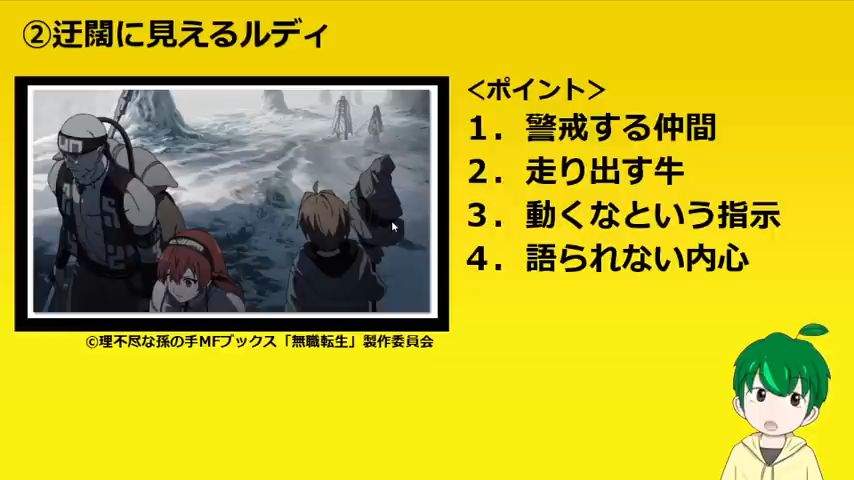 ②迂闊に見えるルディ
<ポイント>
１．警戒する仲間
２．走り出す牛
３．動くなという指示
４．語られない内心
©理不尽な孫の手MFブックス「無職転生」製作委員会